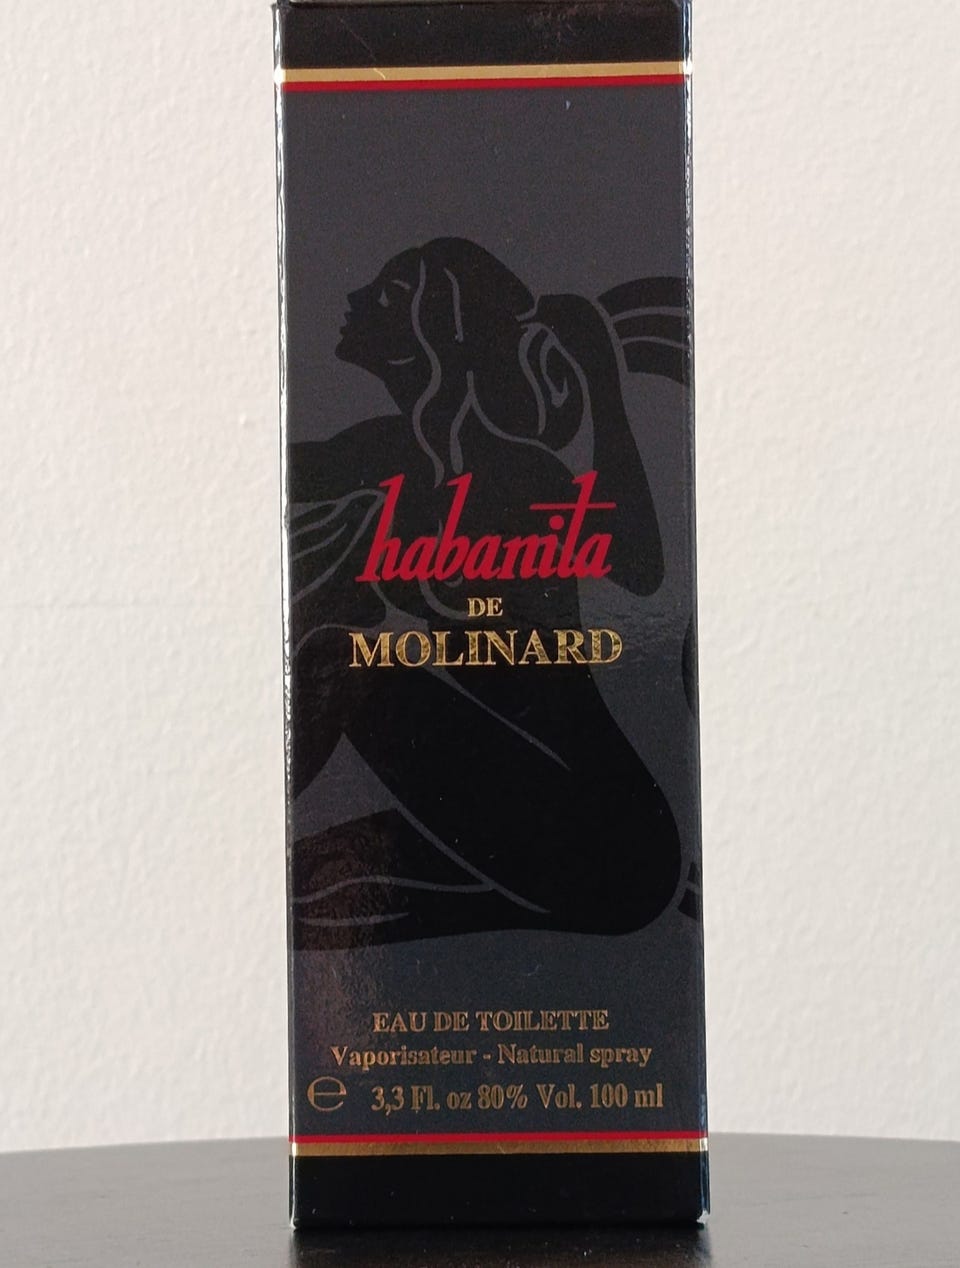 habanita
DE
MOLINARD
EAU DE TOILETTE
Vaporisateur - Natural spray
℮ 3,3 Fl. oz 80% Vol. 100 ml